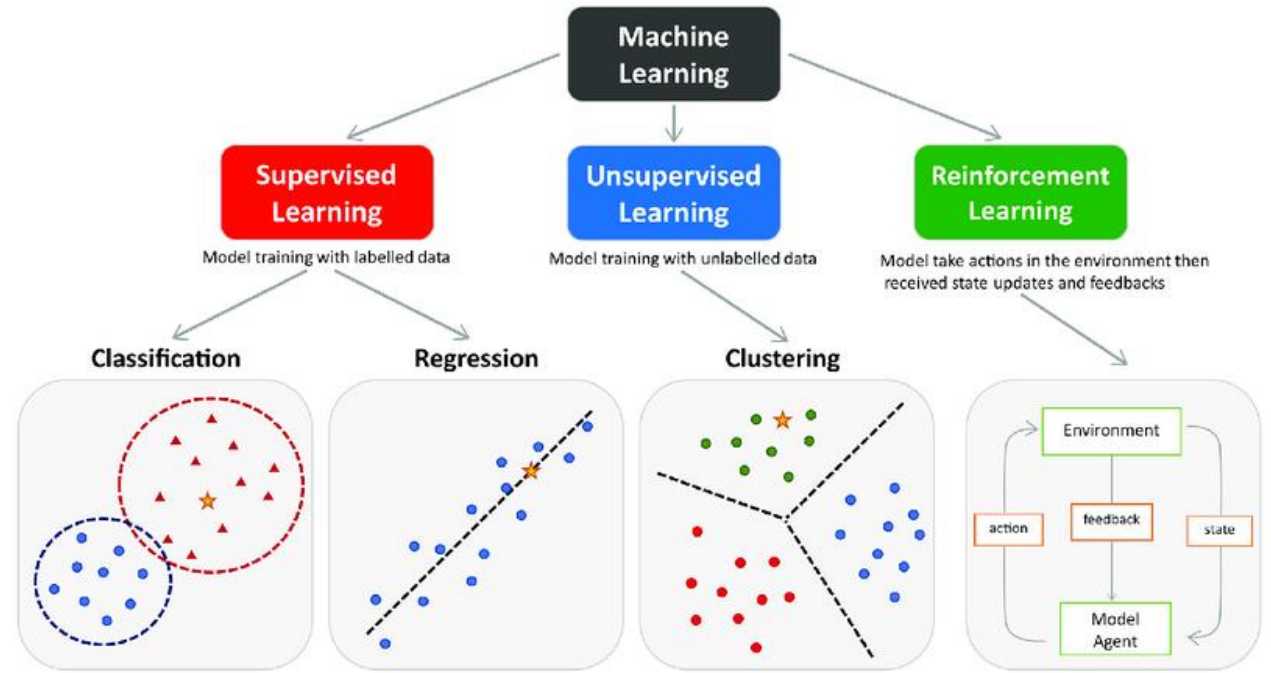 Machine
Learning
Supervised
Learning
Unsupervised
Learning
Reinforcement
Learning
Model training with labelled data
Model training with unlabelled data
Model take actions in the environment then
received state updates and feedbacks
Classification
Regression
Clustering
Environment
action
feedback
state
Model
Agent